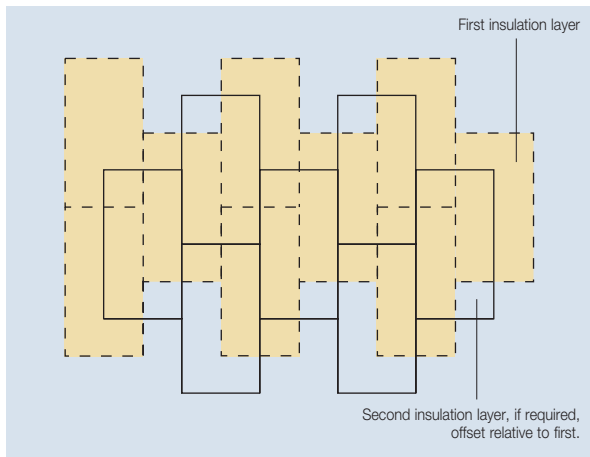 First insulation layer
Second insulation layer, if required,
offset relative to first.